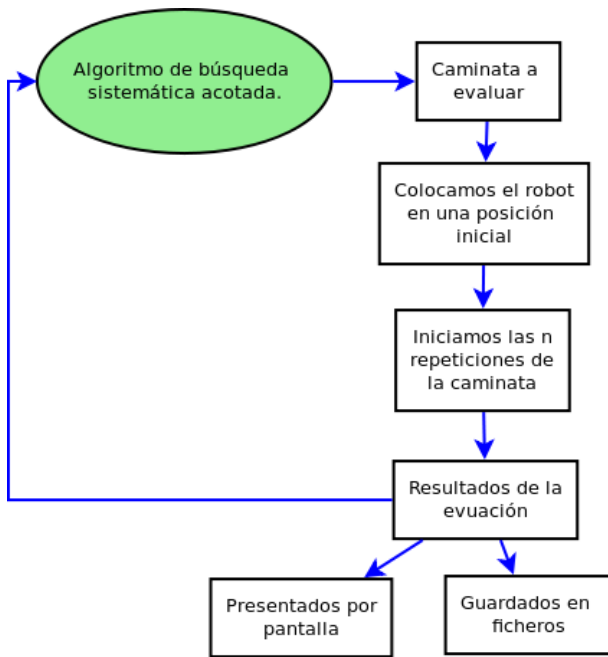 Algoritmo de búsqueda
sistemática acotada.
Caminata a
evaluar
Colocamos el robot
en una posición
inicial
Iniciamos las n
repeticiones de
la caminata
Resultados de la
evuación
Presentados por
pantalla
Guardados en
ficheros